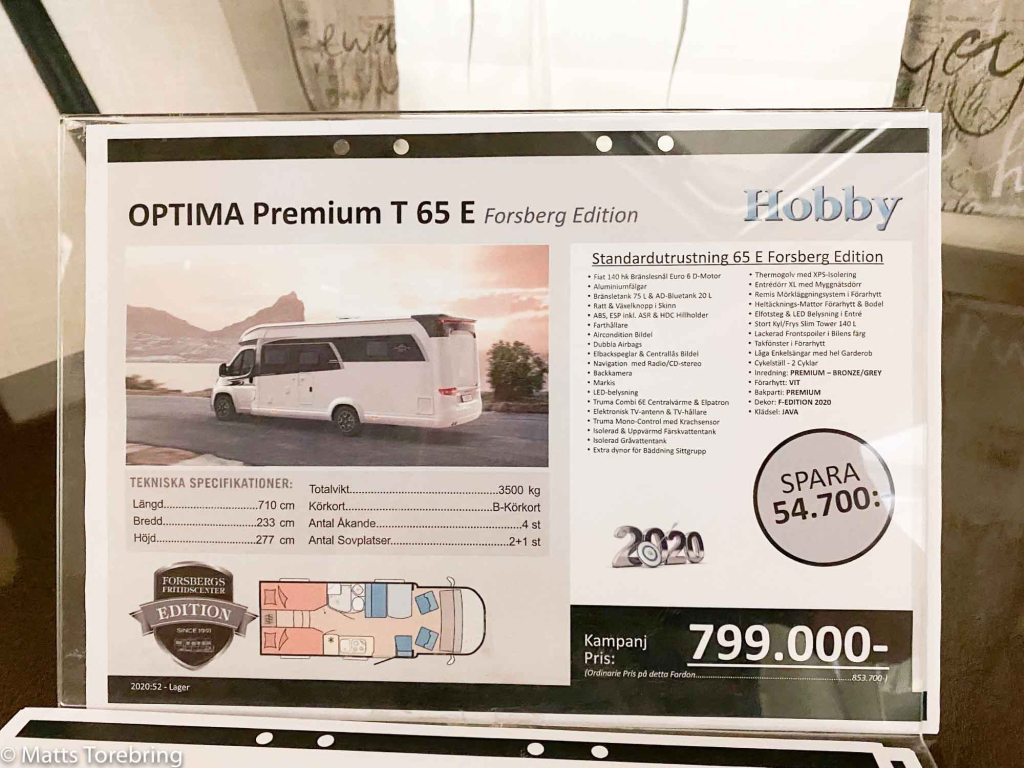 OPTIMA Premium T 65 E Forsberg Edition
Hobby
Standardutrustning 65 E Forsberg Edition
• Fiat 140 hk Bränslesnål Euro 6 D-Motor
• Aluminiumfälgar
• Bränsletank 75 L & AD-Bluetank 20 L
• Ratt & Växelknopp i Skinn
• ABS, ESP inkl. ASR & HDC Hillholder
• Farthållare
• Aircondition Bildel
• Dubbla Airbags
• Elbackspeglar & Centrallås Bildel
• Navigation med Radio/CD-stereo
• Backkamera
• Markis
• LED-belysning
• Truma Combi 6E Centralvärme & Elpatron
• Elektronisk TV-antenn & TV-hållare
• Truma Mono-Control med Krachsensor
• Isolerad & Uppvärmd Färskvattentank
• Isolerad Gråvattentank
• Extra dynor för Bäddning Sittgrupp
• Thermogolv med XPS-Isolering
• Entrédörr XL med Myggnätsdörr
• Remis Mörkläggningsystem i Förarhytt
• Heltäcknings-Mattor Förarhytt & Bodel
• Elfotsteg & LED Belysning i Entré
• Stort Kyl/Frys Slim Tower 140 L
• Lackerad Frontspoiler i Bilens färg
• Takfönster i Förarhytt
• Låga Enkelsängar med hel Garderob
• Cykelställ - 2 Cyklar
• Inredning: PREMIUM – BRONZE/GREY
• Förarhytt: VIT
• Bakparti: PREMIUM
• Dekor: F-EDITION 2020
• Klädsel: JAVA
TEKNISKA SPECIFIKATIONER:
Längd..............................710 cm
Bredd..............................233 cm
Höjd................................277 cm
Totalvikt.............................................3500 kg
Körkort...........................................B-Körkort
Antal Åkande...........................................4 st
Antal Sovplatser....................................2+1 st
SPARA
54.700:
2020
FORSBERGS
FRITIDSCENTER
EDITION
SINCE 1991
Kampanj
Pris:
799.000-
(Ordinarie Pris på detta Fordon.............................................853.700-)
2020:52 - Lager
© Matts Torebring